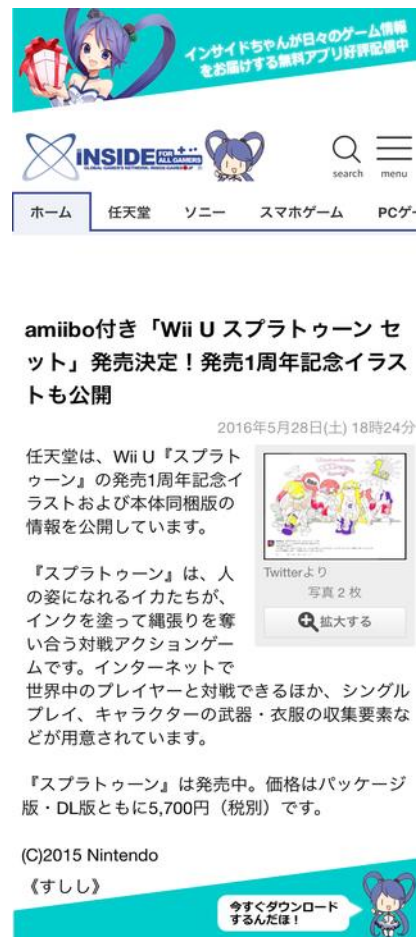 インサイドちゃんが日々のゲーム情報
をお届けする無料アプリ好評配信中
iNSIDE FOR ALL GAMERS
search
menu
ホーム 任天堂 ソニー スマホゲーム PCゲー
amiibo付き「Wii U スプラトゥーン セ
ット」発売決定！発売1周年記念イラス
トも公開
2016年5月28日(土) 18時24分
任天堂は、Wii U『スプラト
ゥーン』の発売1周年記念イ
ラストおよび本体同梱版の
情報を公開しています。
Twitterより
写真 2 枚
拡大する
『スプラトゥーン』は、人
の姿になれるイカたちが、
インクを塗って縄張りを奪
い合う対戦アクションゲー
ムです。インターネットで
世界中のプレイヤーと対戦できるほか、シングル
プレイ、キャラクターの武器・衣服の収集要素な
どが用意されています。
『スプラトゥーン』は発売中。価格はパッケージ
版・DL版ともに5,700円（税別）です。
(C)2015 Nintendo
《すしし》
今すぐダウンロード
するんだほ！